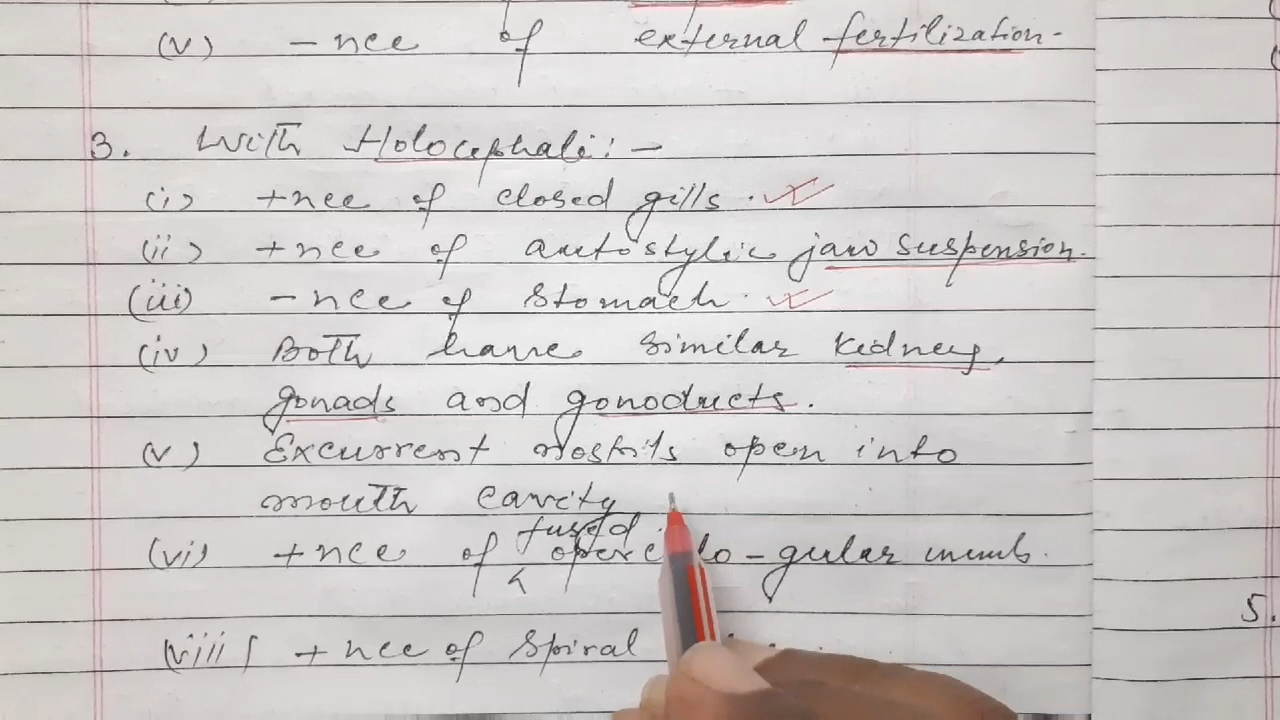 (v) -nce of external fertilization.
3. With Holocephali:-
(i) +nce of closed gills.
(ii) +nce of autostylic jaw suspension.
(iii) -nce of stomach.
(iv) Both have similar kidney,
gonads and gonoducts.
(v) Excurrent nostrils open into
mouth cavity
fused
(vi) +nce of operculo-gular memb.
5.
(viii) +nce of spiral